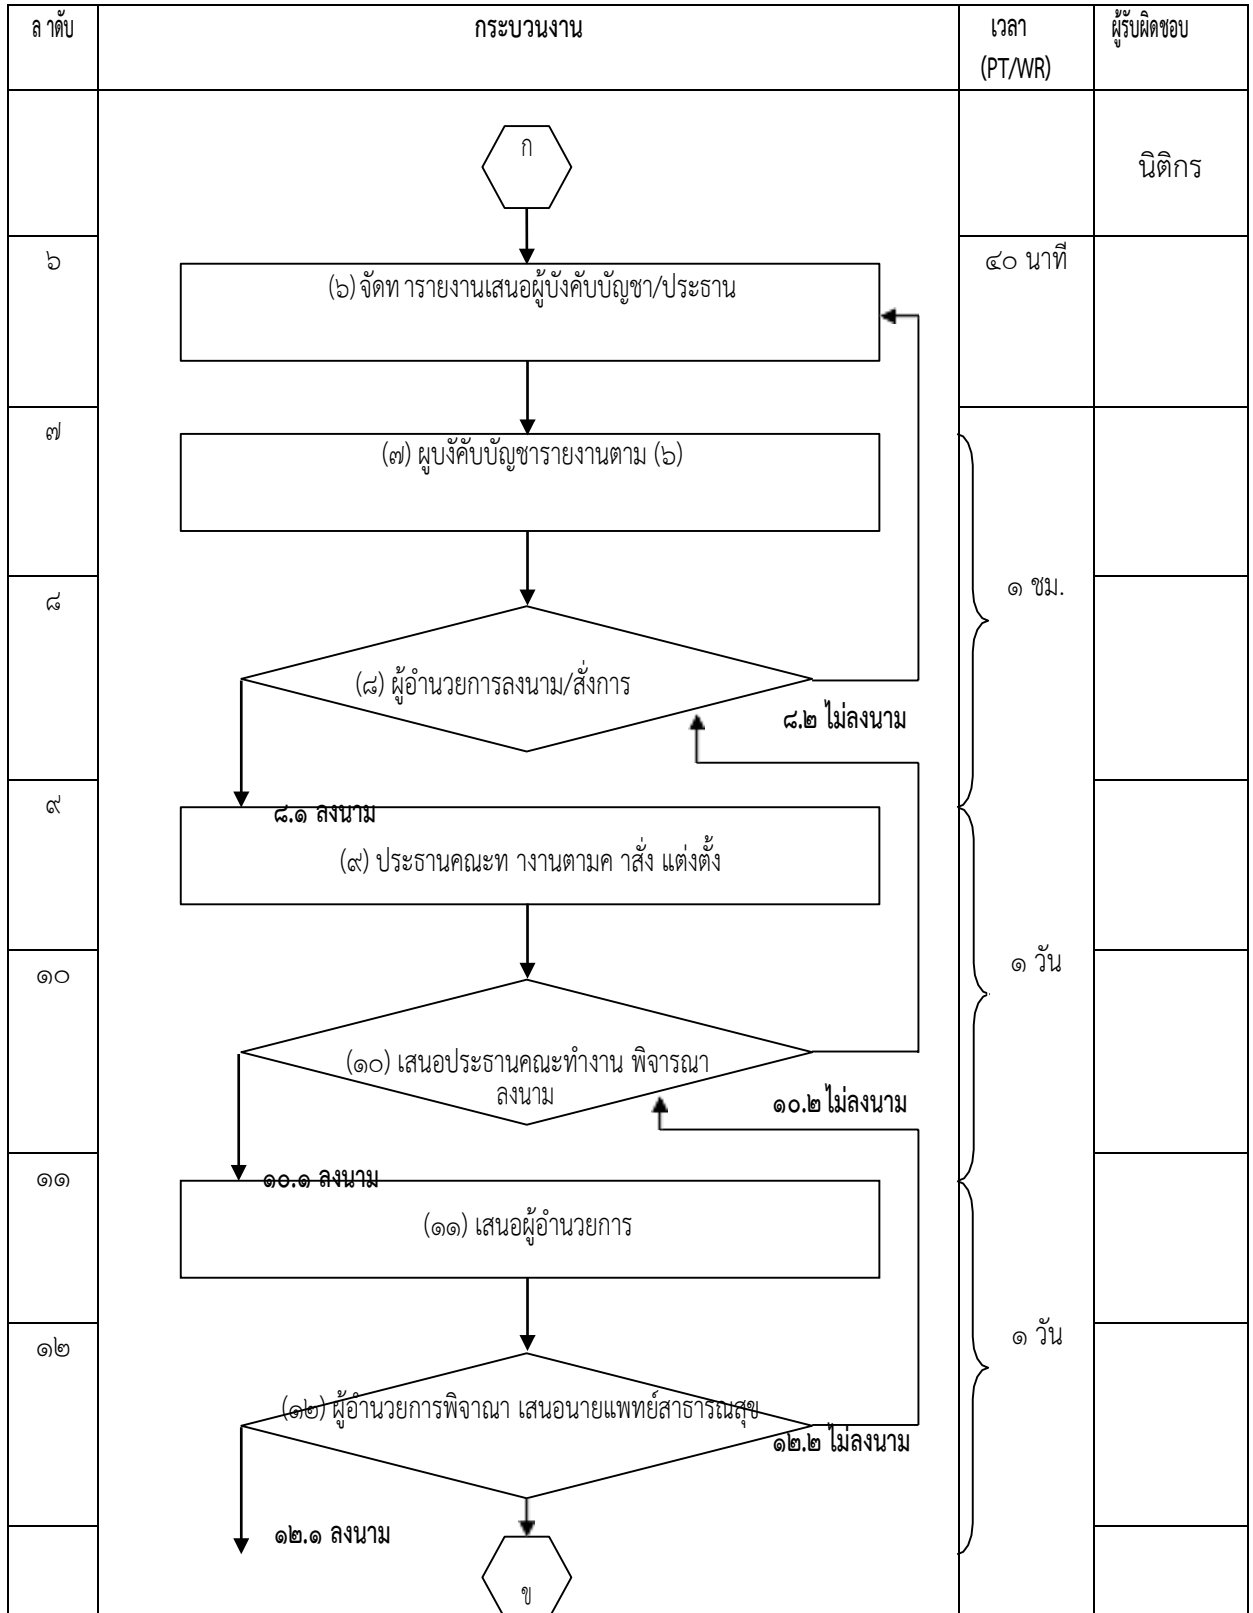 ล าดับ
กระบวนงาน
เวลา
(PT/WR)
ผู้รับผิดชอบ
ก
นิติกร
๖
(๖) จัดท ารายงานเสนอผู้บังคับบัญชา/ประธาน
๔๐ นาที
๗
(๗) ผูบงัคับบัญชารายงานตาม (๖)
๘
(๘) ผู้อำนวยการลงนาม/สั่งการ
๑ ชม.
๘.๒ ไม่ลงนาม
๙
๘.๑ ลงนาม
(๙) ประธานคณะท างานตามค าสั่ง แต่งตั้ง
๑ วัน
๑๐
(๑๐) เสนอประธานคณะทำงาน พิจารณา
ลงนาม
๑๐.๒ ไม่ลงนาม
๑๑
๑๐.๑ ลงนาม
(๑๑) เสนอผู้อำนวยการ
๑ วัน
๑๒
(๑๒) ผู้อำนวยการพิจาณา เสนอนายแพทย์สาธารณสุข
๑๒.๒ ไม่ลงนาม
๑๒.๑ ลงนาม
ข